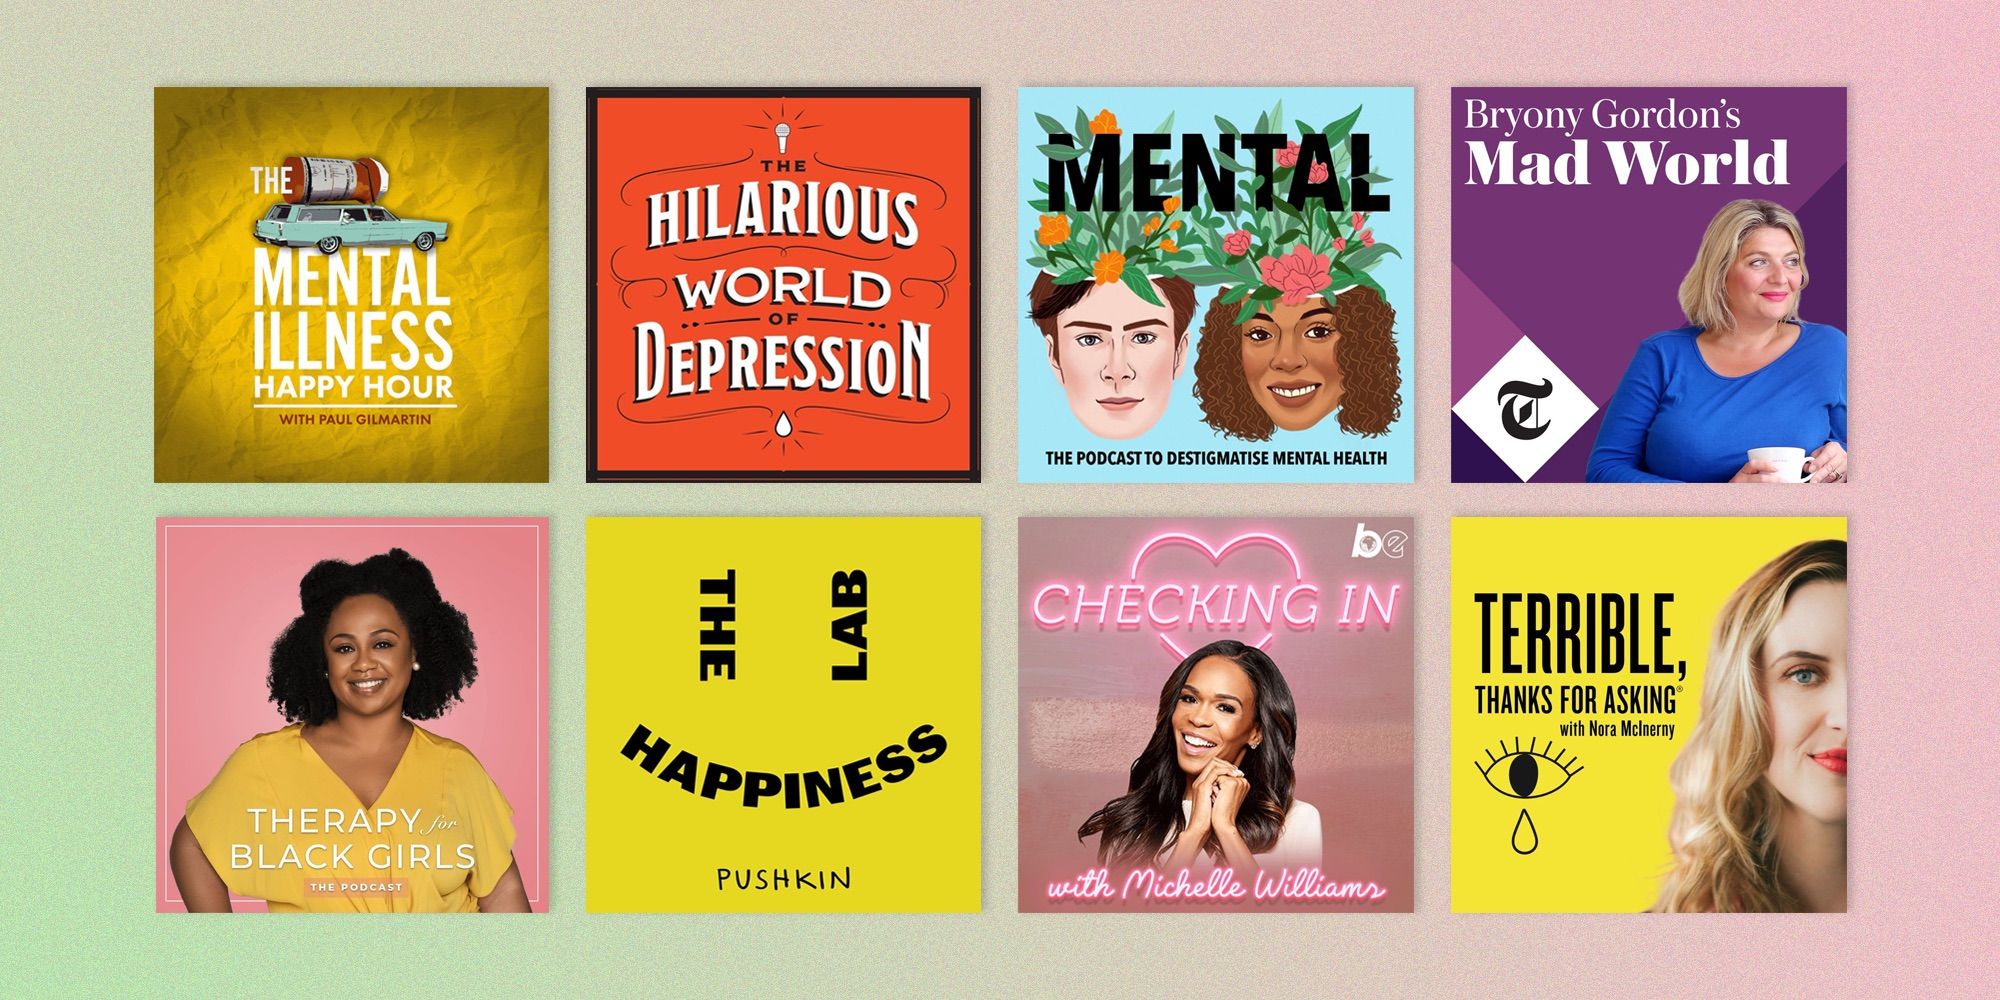 THE
MENTAL
ILLNESS
HAPPY HOUR
WITH PAUL GILMARTIN
THE
HILARIOUS
WORLD
OF
DEPRESSION
MENTAL
THE PODCAST TO DESTIGMATISE MENTAL HEALTH
Bryony Gordon's
Mad World
T
THERAPY for
BLACK GIRLS
THE PODCAST
THE LAB
HAPPINESS
PUSHKIN
be
CHECKING IN
with Michelle Williams
TERRIBLE,
THANKS FOR ASKING®
with Nora McInerny